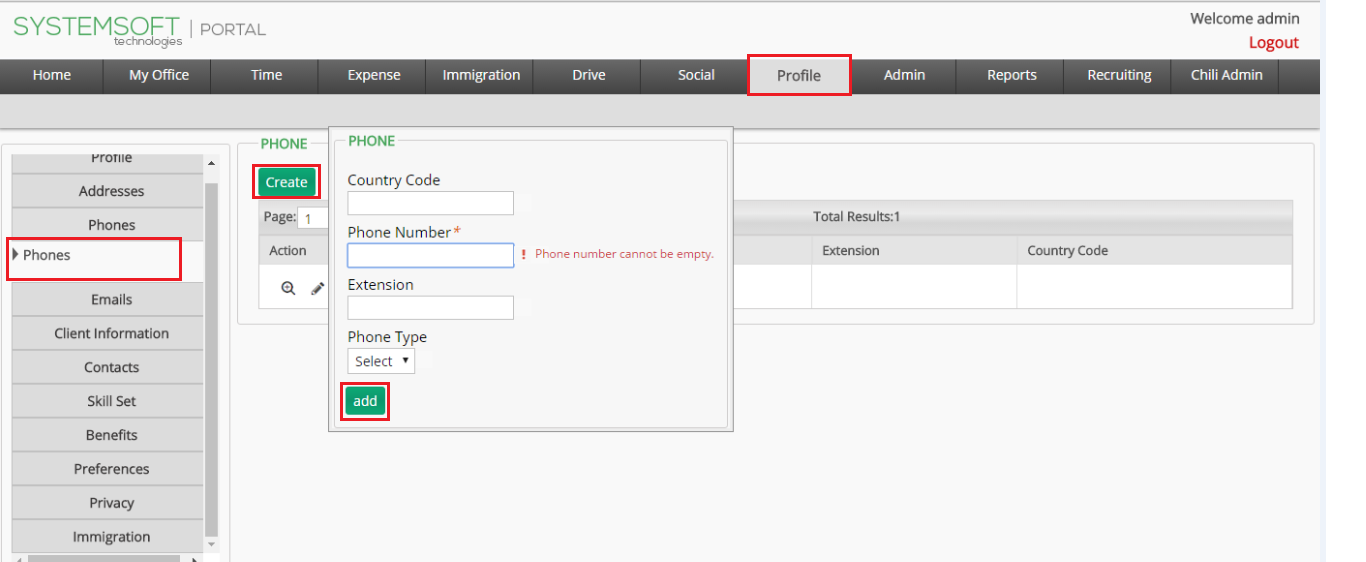 Welcome admin
SYSTEMSOFT | PORTAL
technologies
Logout
Home My Office Time Expense Immigration Drive Social Profile Admin Reports Recruiting Chili Admin
Profile
Addresses
Phones
Phones
Emails
Client Information
Contacts
Skill Set
Benefits
Preferences
Privacy
Immigration
PHONE
Create
Page: 1 Total Results:1
Action Extension Country Code
PHONE
Country Code
Phone Number*
! Phone number cannot be empty.
Extension
Phone Type
Select
add